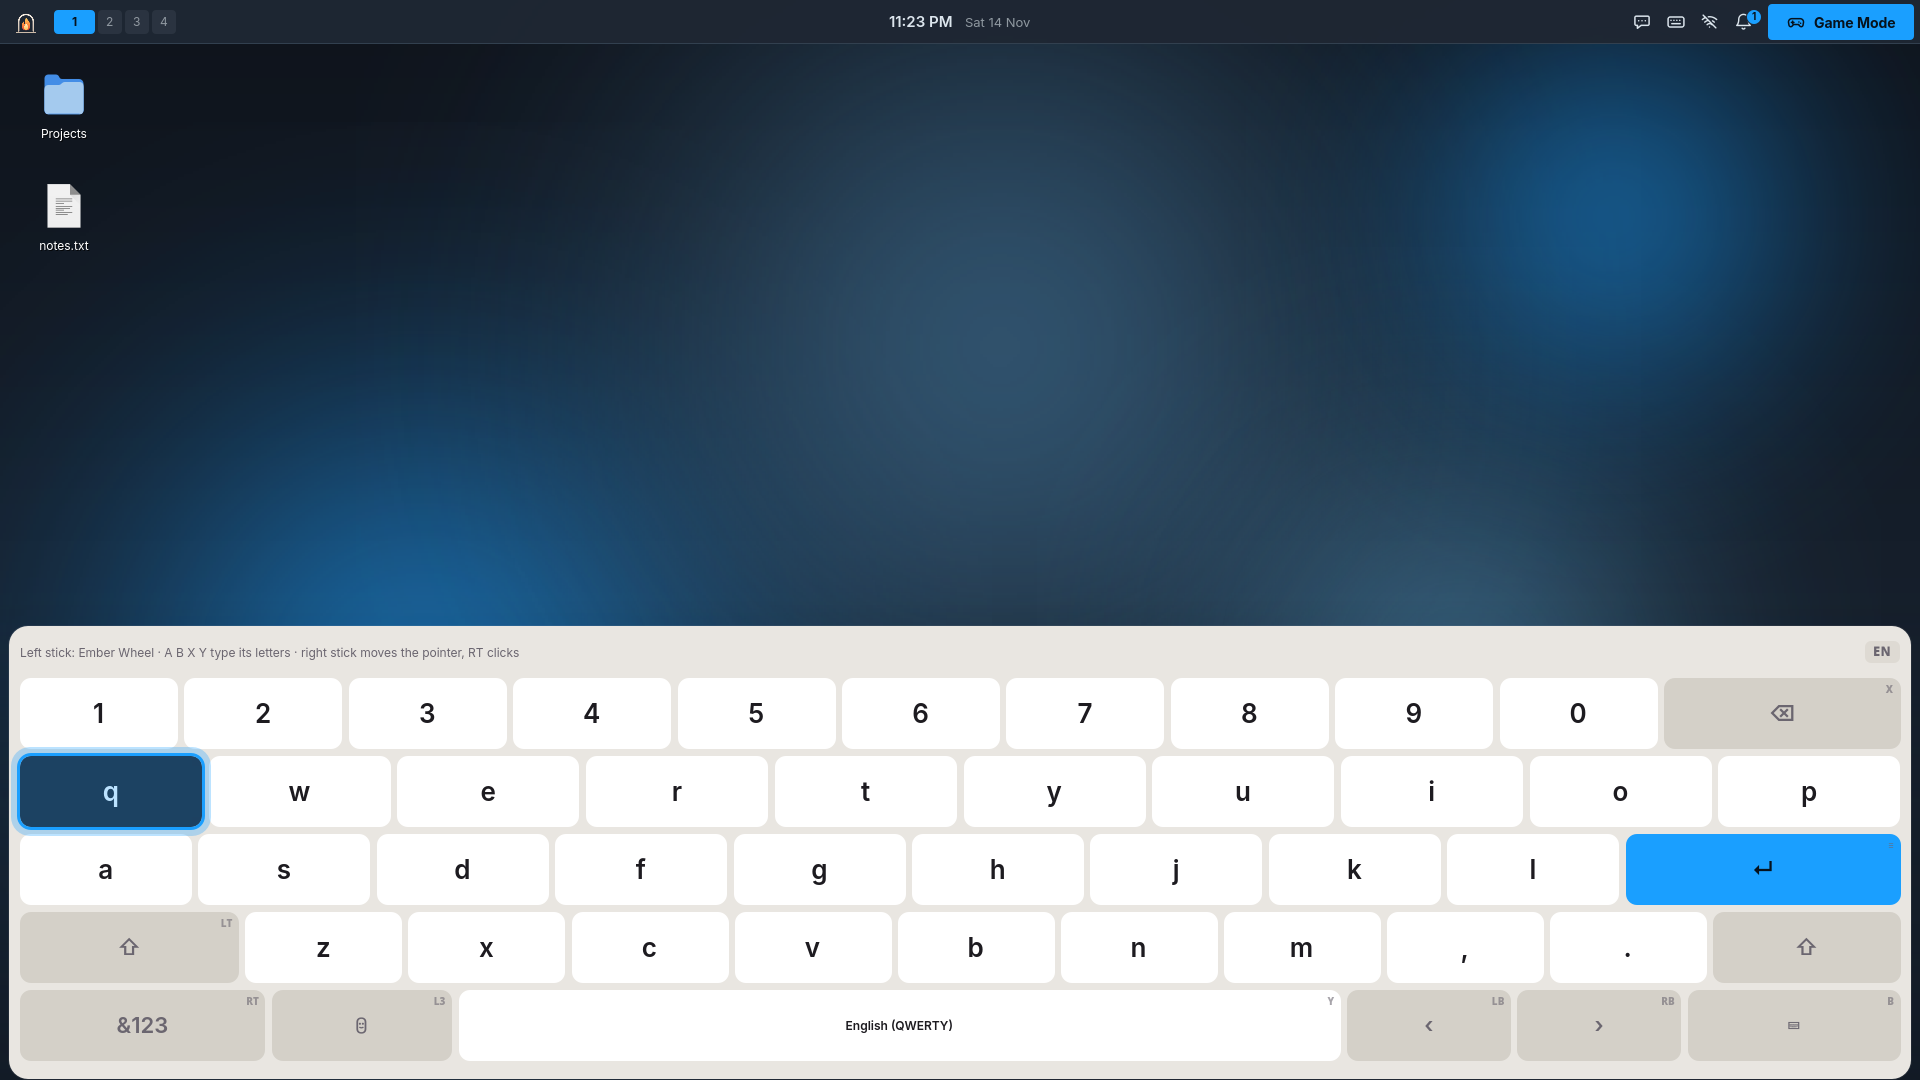 1 2 3 4 11:23 PM Sat 14 Nov 1 Game Mode
Projects
notes.txt
Left stick: Ember Wheel · A B X Y type its letters · right stick moves the pointer, RT clicks EN
1 2 3 4 5 6 7 8 9 0 X
q w e r t y u i o p
a s d f g h j k l
LT z x c v b n m , .
&123 RT L3 English (QWERTY) Y ‹ LB › RB B